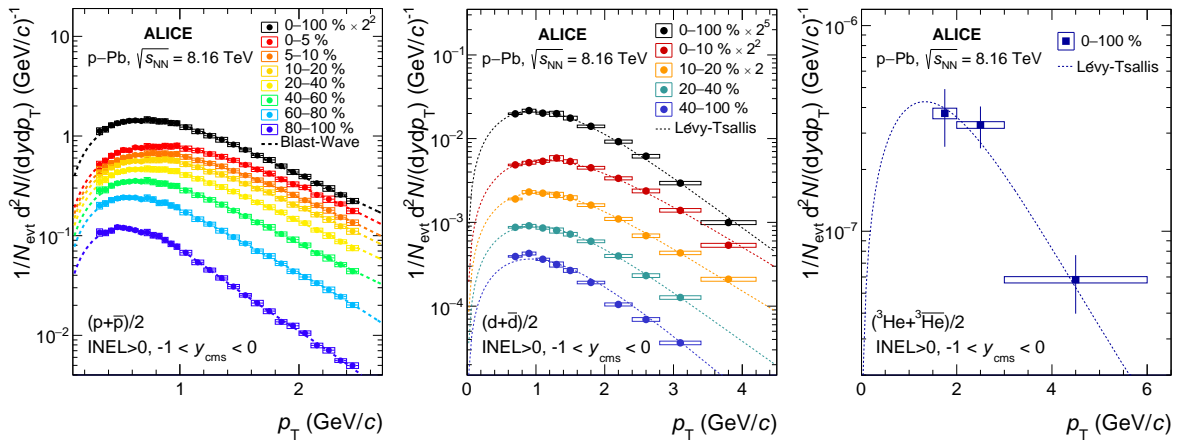 ALICE
p–Pb, √sNN = 8.16 TeV
0–100 % × 2²
0–5 %
5–10 %
10–20 %
20–40 %
40–60 %
60–80 %
80–100 %
Blast-Wave
(p+p̅)/2
INEL>0, -1 < ycms < 0
1/Nevt d²N/(dydpT) (GeV/c)⁻¹
10
1
10⁻¹
10⁻²
1
2
pT (GeV/c)
ALICE
p–Pb, √sNN = 8.16 TeV
0–100 % × 2⁵
0–10 % × 2²
10–20 % × 2
20–40 %
40–100 %
Lévy-Tsallis
(d+d̅)/2
INEL>0, -1 < ycms < 0
1/Nevt d²N/(dydpT) (GeV/c)⁻¹
10⁻¹
10⁻²
10⁻³
10⁻⁴
0
1
2
3
4
pT (GeV/c)
ALICE
p–Pb, √sNN = 8.16 TeV
0–100 %
Lévy-Tsallis
(³He+³H̅e̅)/2
INEL>0, -1 < ycms < 0
1/Nevt d²N/(dydpT) (GeV/c)⁻¹
10⁻⁶
10⁻⁷
0
2
4
6
pT (GeV/c)